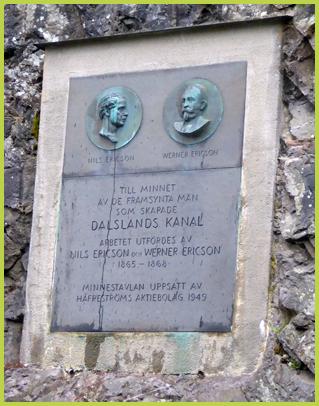 NILS ERICSON
WERNER ERICSON
TILL MINNET
AV DE FRAMSYNTA MÄN
SOM SKAPADE
DALSLANDS KANAL
ARBETET UTFÖRDES AV
NILS ERICSON OCH WERNER ERICSON
1865–1868
MINNESTAVLAN UPPSATT AV
HÅFRESTRÖMS AKTIEBOLAG 1949